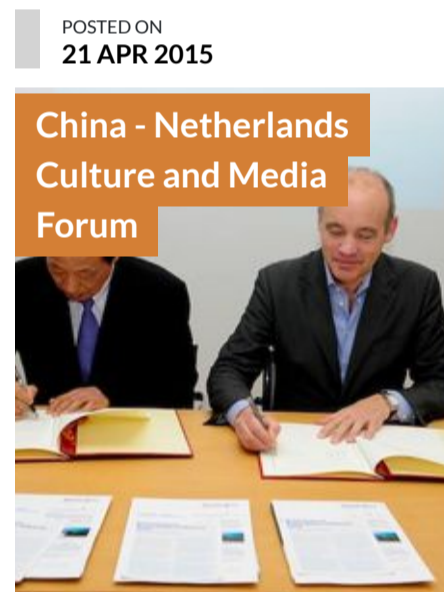 POSTED ON
21 APR 2015
China - Netherlands
Culture and Media
Forum